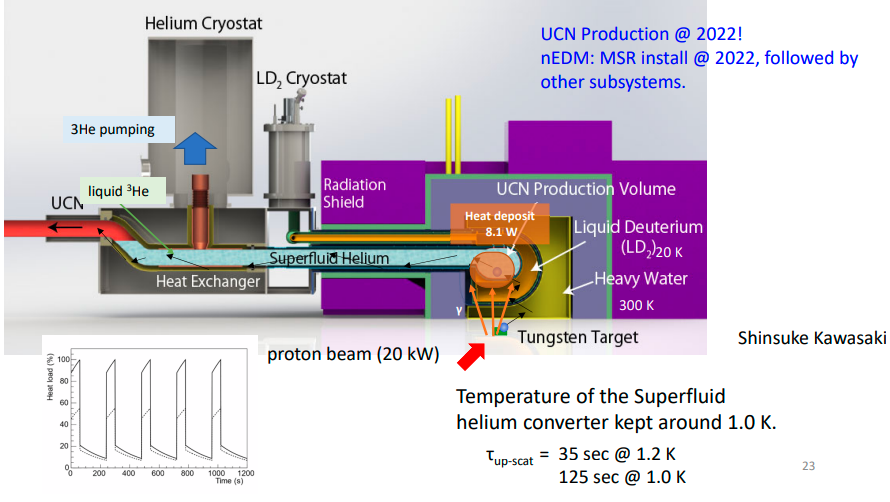 Helium Cryostat
UCN Production @ 2022!
nEDM: MSR install @ 2022, followed by
other subsystems.
LD2 Cryostat
3He pumping
liquid ³He
UCN
Radiation
Shield
UCN Production Volume
Heat deposit
8.1 W
Liquid Deuterium
(LD2)20 K
Superfluid Helium
Heat Exchanger
Heavy Water
300 K
γ
Tungsten Target
Shinsuke Kawasaki
proton beam (20 kW)
Heat load (%)
100
80
60
40
20
0
0 200 400 600 800 1000 1200
Time (s)
Temperature of the Superfluid
helium converter kept around 1.0 K.
τup-scat = 35 sec @ 1.2 K
125 sec @ 1.0 K
23